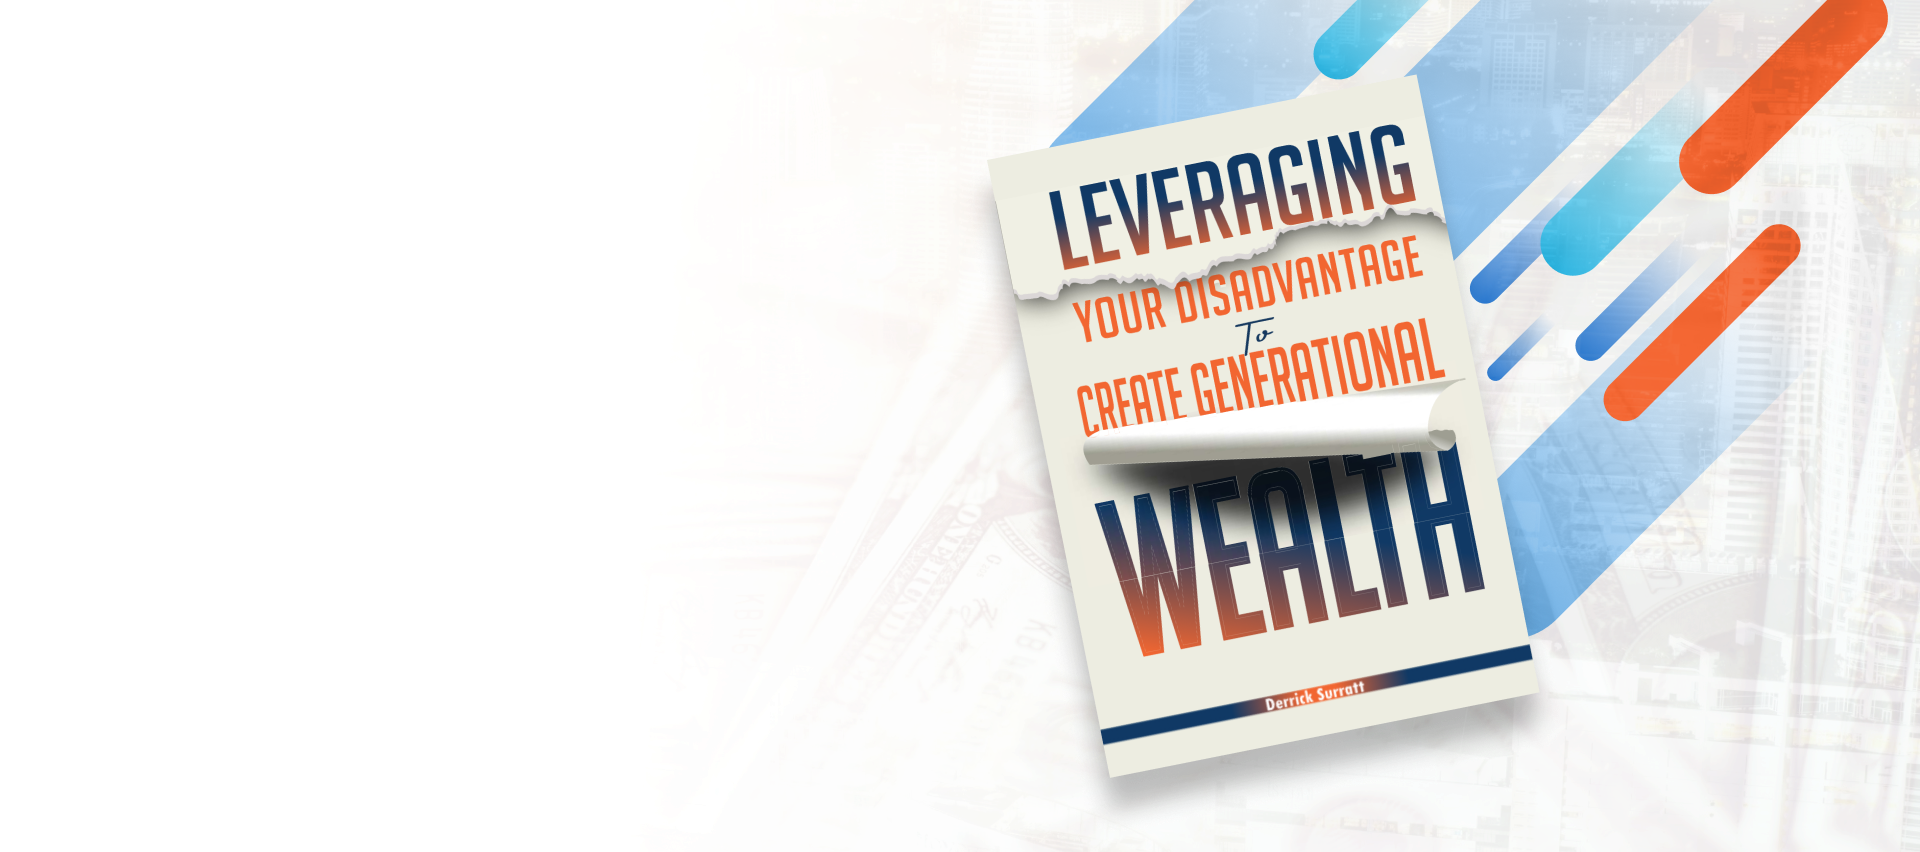 LEVERAGING
YOUR DISADVANTAGE
To
CREATE GENERATIONAL
WEALTH
Derrick Surratt